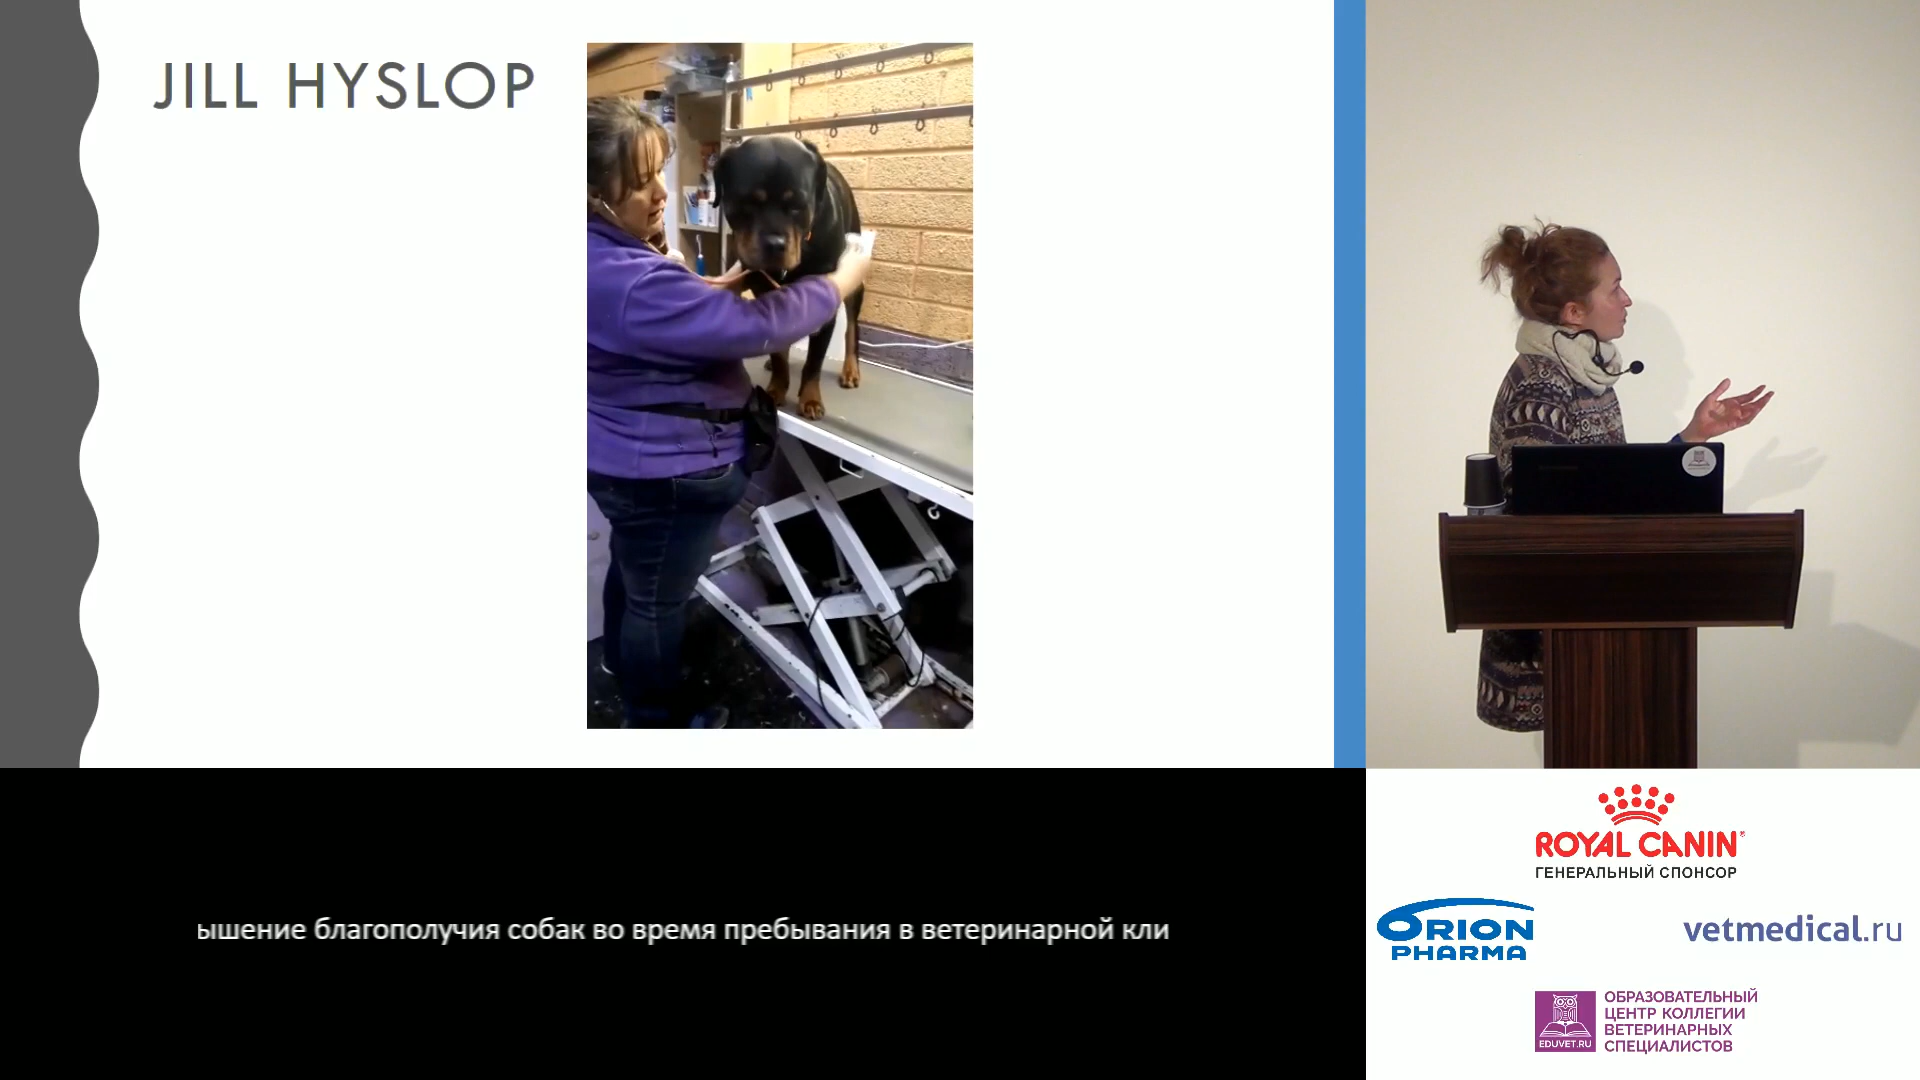 JILL HYSLOP
ышение благополучия собак во время пребывания в ветеринарной кли
ROYAL CANIN
ГЕНЕРАЛЬНЫЙ СПОНСОР
ORION
PHARMA
vetmedical.ru
EDUVET.RU
ОБРАЗОВАТЕЛЬНЫЙ
ЦЕНТР КОЛЛЕГИИ
ВЕТЕРИНАРНЫХ
СПЕЦИАЛИСТОВ